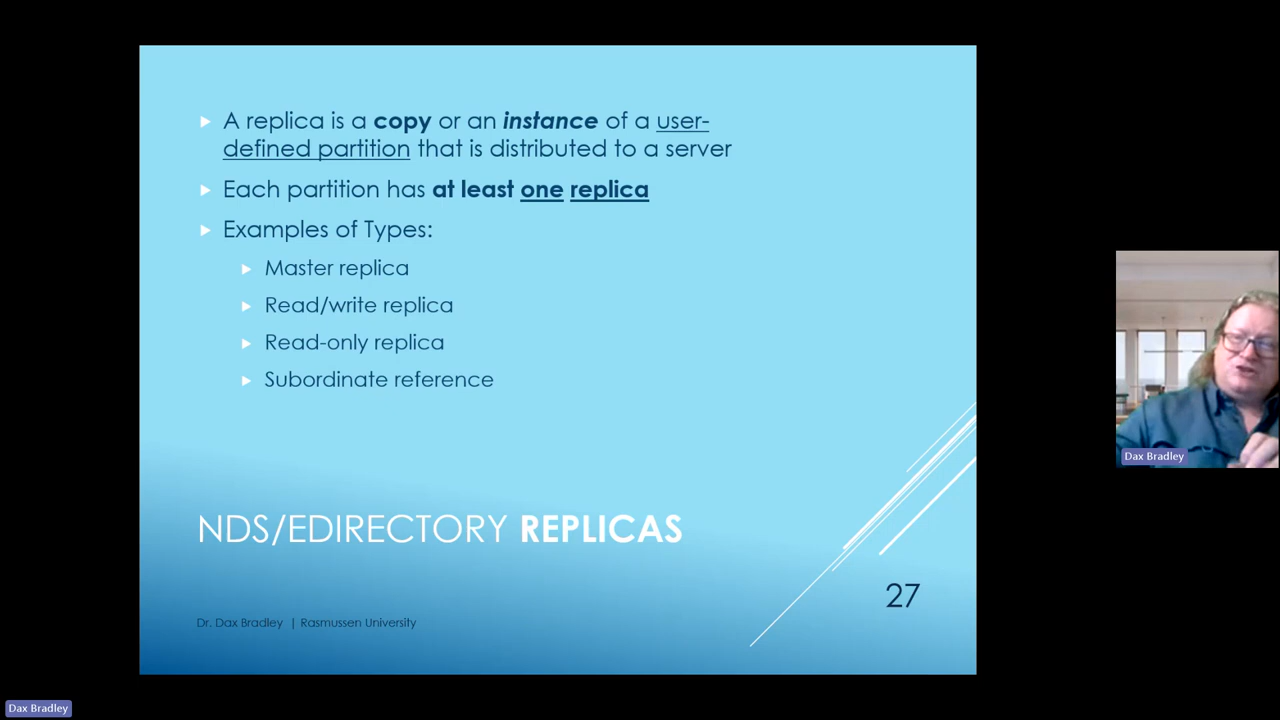 A replica is a copy or an instance of a user-
defined partition that is distributed to a server
Each partition has at least one replica
Examples of Types:
Master replica
Read/write replica
Read-only replica
Subordinate reference
NDS/EDIRECTORY REPLICAS
27
Dr. Dax Bradley | Rasmussen University
Dax Bradley
Dax Bradley